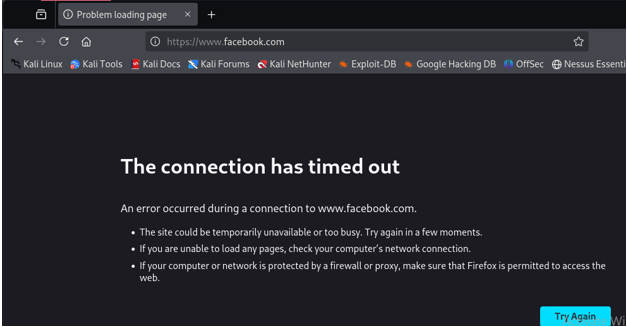 Problem loading page
https://www.facebook.com
Kali Linux Kali Tools Kali Docs Kali Forums Kali NetHunter Exploit-DB Google Hacking DB OffSec Nessus Essenti
The connection has timed out
An error occurred during a connection to www.facebook.com.
The site could be temporarily unavailable or too busy. Try again in a few moments.
If you are unable to load any pages, check your computer's network connection.
If your computer or network is protected by a firewall or proxy, make sure that Firefox is permitted to access the
web.
Try Again
Wi